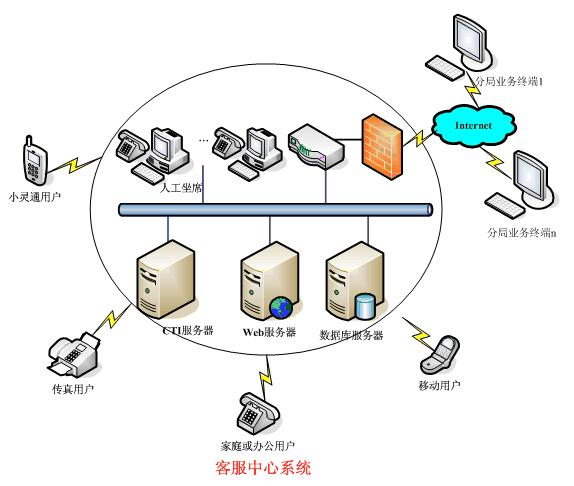 分局业务终端1
Internet
...
人工坐席
小灵通用户
分局业务终端n
CTI服务器
Web服务器
数据库服务器
传真用户
移动用户
家庭或办公用户
客服中心系统